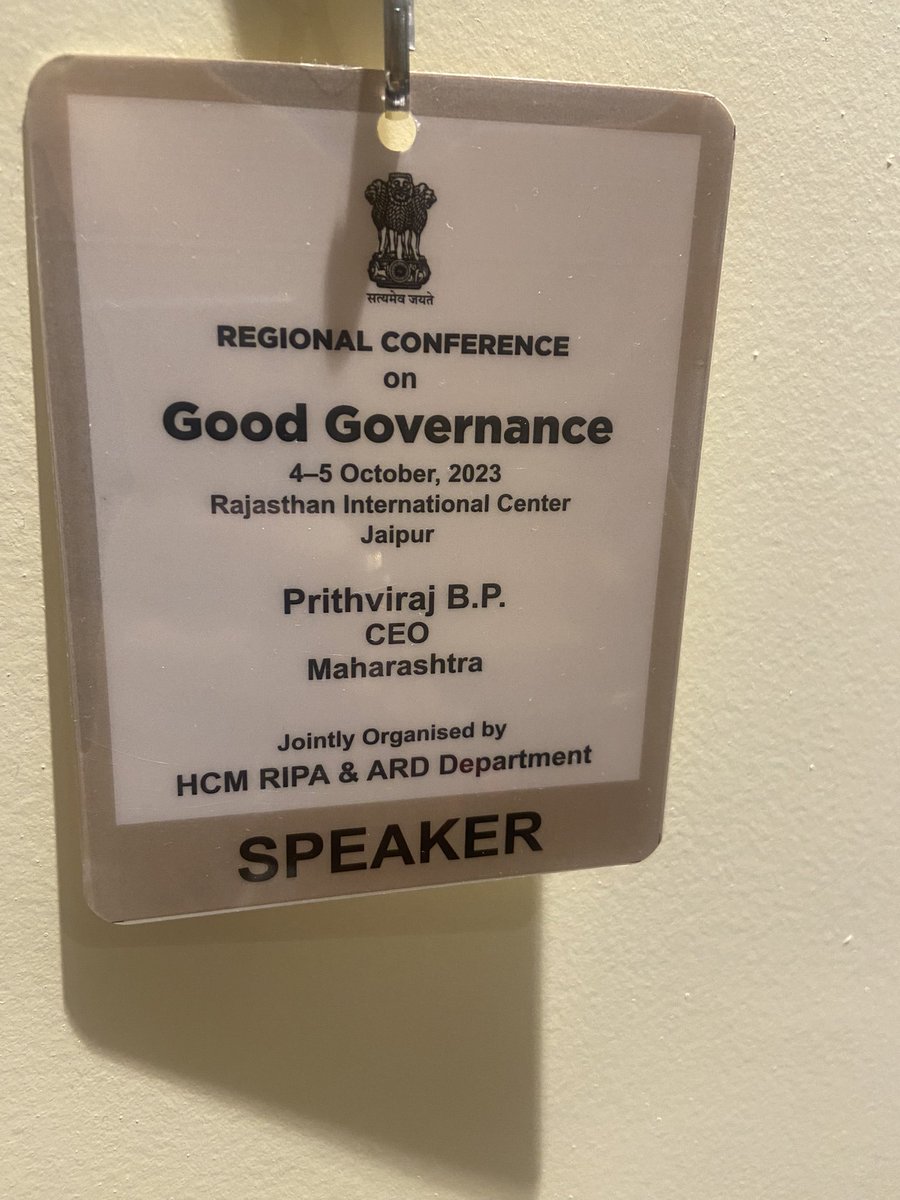 सत्यमेव जयते
REGIONAL CONFERENCE
on
Good Governance
4–5 October, 2023
Rajasthan International Center
Jaipur
Prithviraj B.P.
CEO
Maharashtra
Jointly Organised by
HCM RIPA & ARD Department
SPEAKER